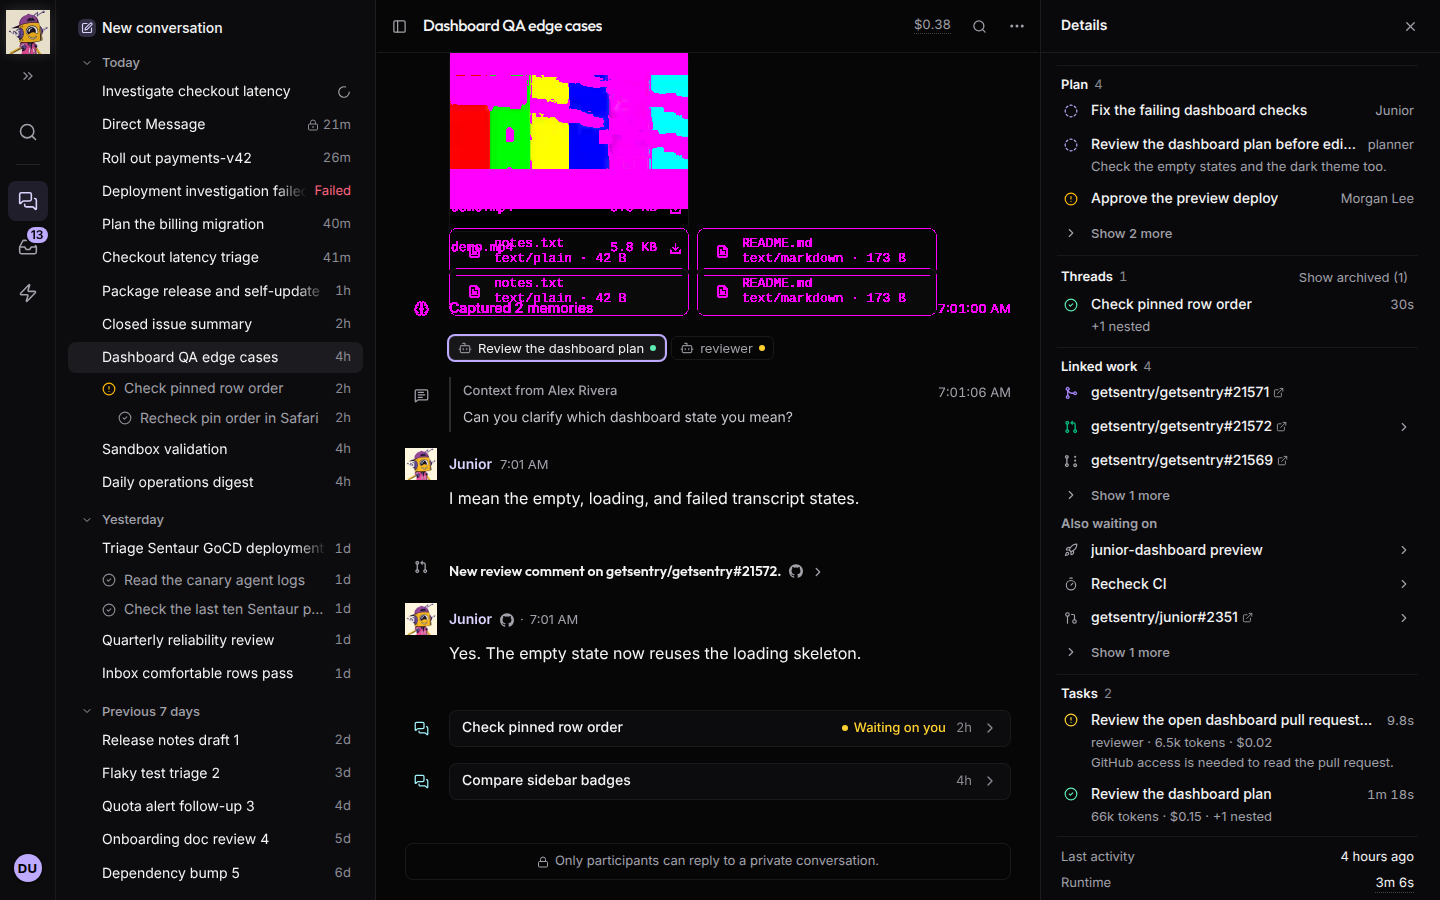 New conversation
Today
Investigate checkout latency
Direct Message 21m
Roll out payments-v42 26m
Deployment investigation failed Failed
Plan the billing migration 40m
Checkout latency triage 41m
Package release and self-update 1h
Closed issue summary 2h
Dashboard QA edge cases 4h
Check pinned row order 2h
Recheck pin order in Safari 2h
Sandbox validation 4h
Daily operations digest 4h
Yesterday
Triage Sentaur GoCD deployment 1d
Read the canary agent logs 1d
Check the last ten Sentaur p... 1d
Quarterly reliability review 1d
Inbox comfortable rows pass 1d
Previous 7 days
Release notes draft 1 2d
Flaky test triage 2 3d
Quota alert follow-up 3 4d
Onboarding doc review 4 5d
Dependency bump 5 6d
13
DU
Dashboard QA edge cases $0.38
demo.mp4 5.8 KB
notes.txt
text/plain · 42 B
README.md
text/markdown · 173 B
notes.txt
text/plain · 42 B
README.md
text/markdown · 173 B
Captured 2 memories 7:01:00 AM
Review the dashboard plan
reviewer
Context from Alex Rivera 7:01:06 AM
Can you clarify which dashboard state you mean?
Junior 7:01 AM
I mean the empty, loading, and failed transcript states.
New review comment on getsentry/getsentry#21572.
Junior · 7:01 AM
Yes. The empty state now reuses the loading skeleton.
Check pinned row order Waiting on you 2h
Compare sidebar badges 4h
Only participants can reply to a private conversation.
Details
Plan 4
Fix the failing dashboard checks Junior
Review the dashboard plan before edi... planner
Check the empty states and the dark theme too.
Approve the preview deploy Morgan Lee
Show 2 more
Threads 1 Show archived (1)
Check pinned row order 30s
+1 nested
Linked work 4
getsentry/getsentry#21571
getsentry/getsentry#21572
getsentry/getsentry#21569
Show 1 more
Also waiting on
junior-dashboard preview
Recheck CI
getsentry/junior#2351
Show 1 more
Tasks 2
Review the open dashboard pull request... 9.8s
reviewer · 6.5k tokens · $0.02
GitHub access is needed to read the pull request.
Review the dashboard plan 1m 18s
66k tokens · $0.15 · +1 nested
Last activity 4 hours ago
Runtime 3m 6s